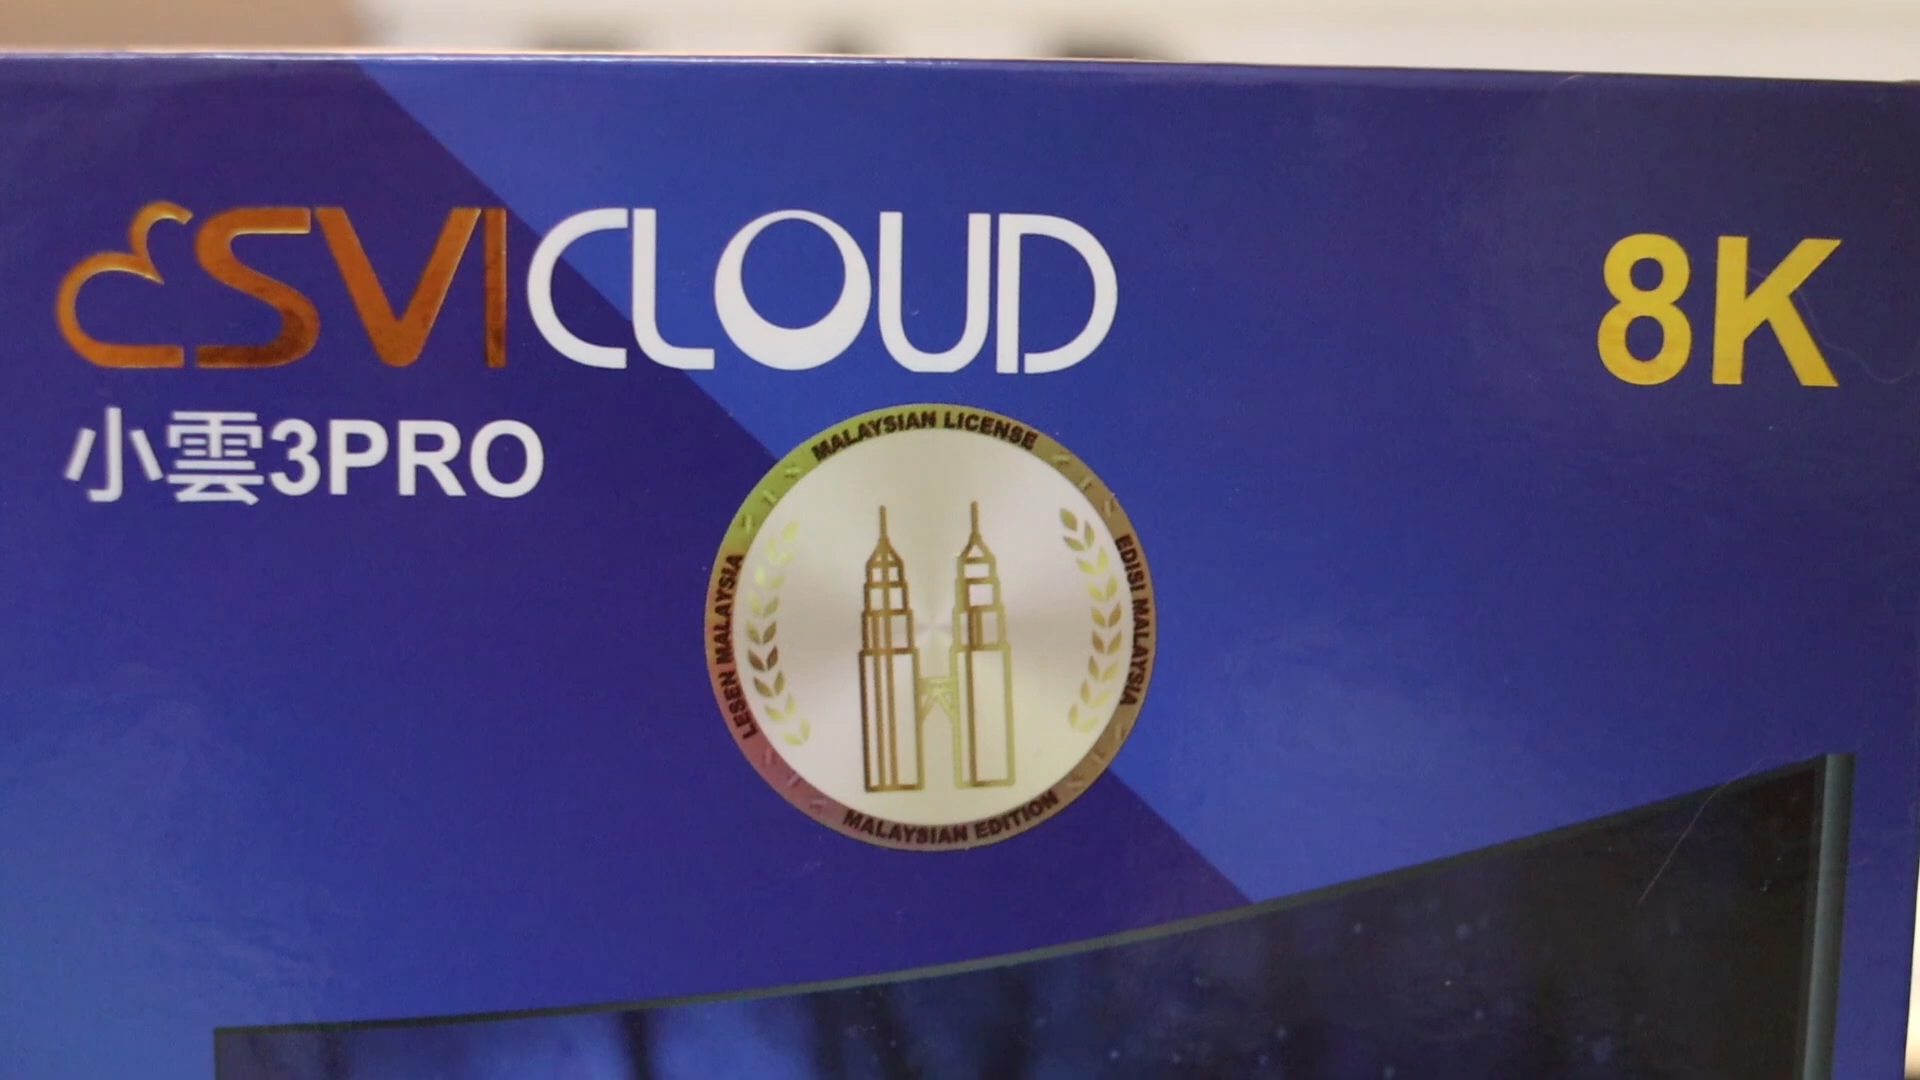 SVICLOUD
8K
小雲3PRO
MALAYSIAN LICENSE
LESEN MALAYSIA
EDISI MALAYSIA
MALAYSIAN EDITION